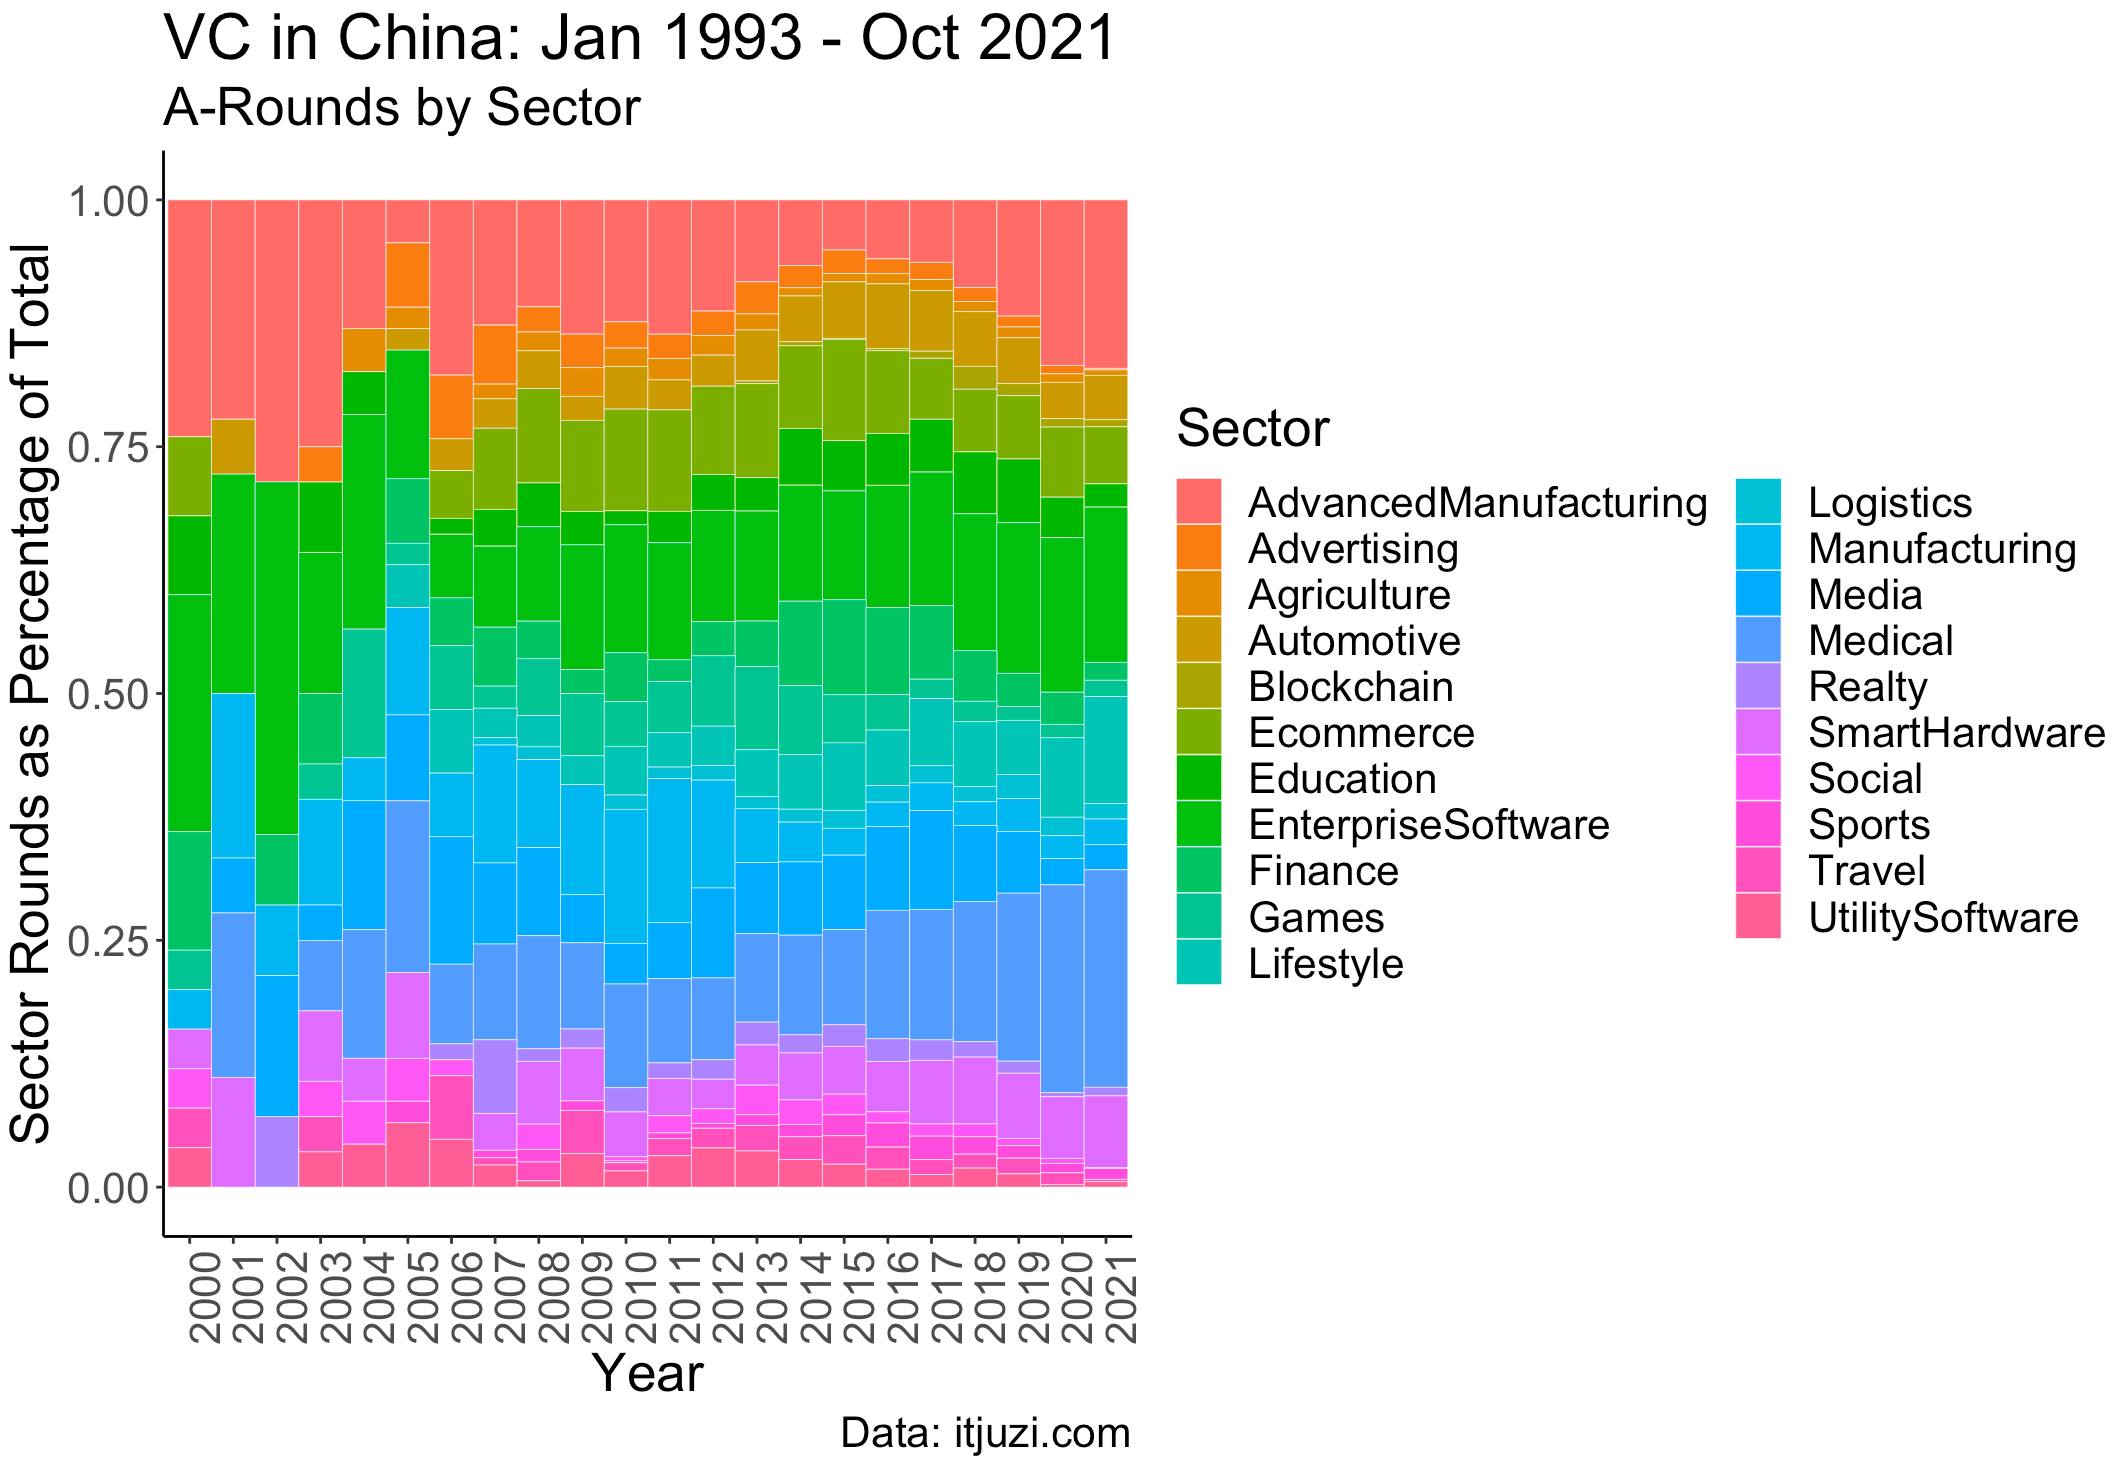 VC in China: Jan 1993 - Oct 2021
A-Rounds by Sector
Sector Rounds as Percentage of Total
1.00
0.75
0.50
0.25
0.00
2000
2001
2002
2003
2004
2005
2006
2007
2008
2009
2010
2011
2012
2013
2014
2015
2016
2017
2018
2019
2020
2021
Year
Sector
AdvancedManufacturing
Advertising
Agriculture
Automotive
Blockchain
Ecommerce
Education
EnterpriseSoftware
Finance
Games
Lifestyle
Logistics
Manufacturing
Media
Medical
Realty
SmartHardware
Social
Sports
Travel
UtilitySoftware
Data: itjuzi.com